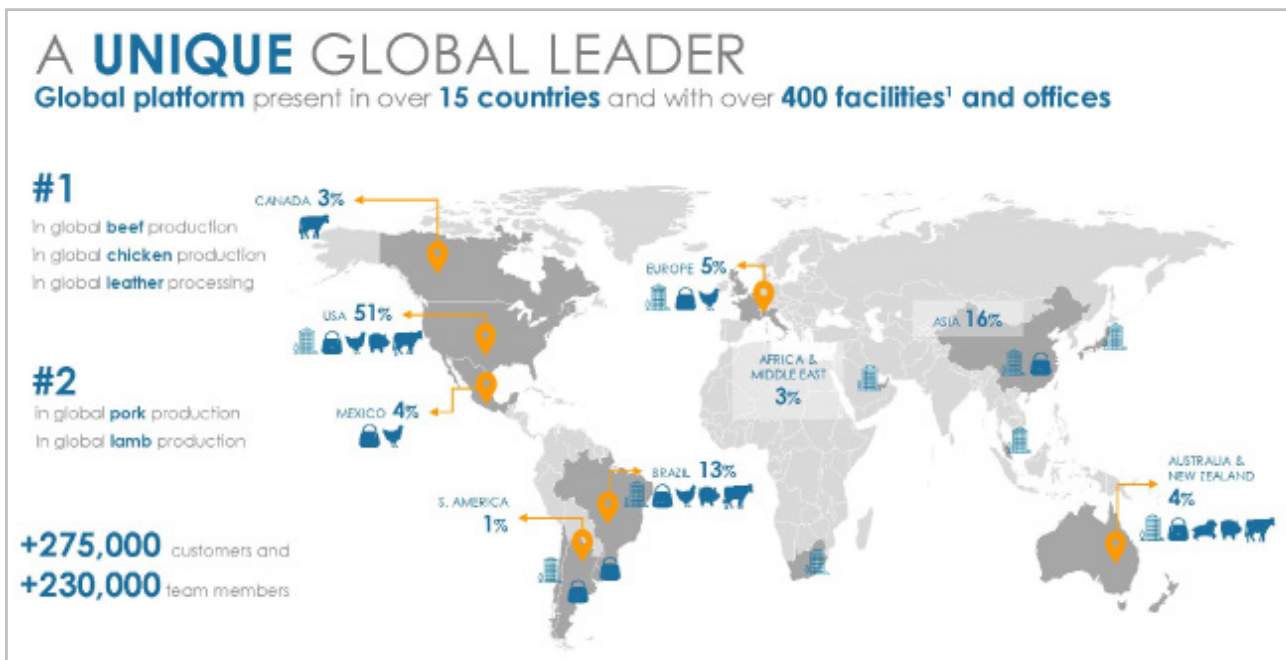 A UNIQUE GLOBAL LEADER
Global platform present in over 15 countries and with over 400 facilities¹ and offices
#1
In global beef production
In global chicken production
In global leather processing
#2
in global pork production
In global lamb production
+275,000 customers and
+230,000 team members
CANADA 3%
USA 51%
MEXICO 4%
S. AMERICA
1%
BRAZIL 13%
EUROPE 5%
AFRICA &
MIDDLE EAST
3%
ASIA 16%
AUSTRALIA &
NEW ZEALAND
4%